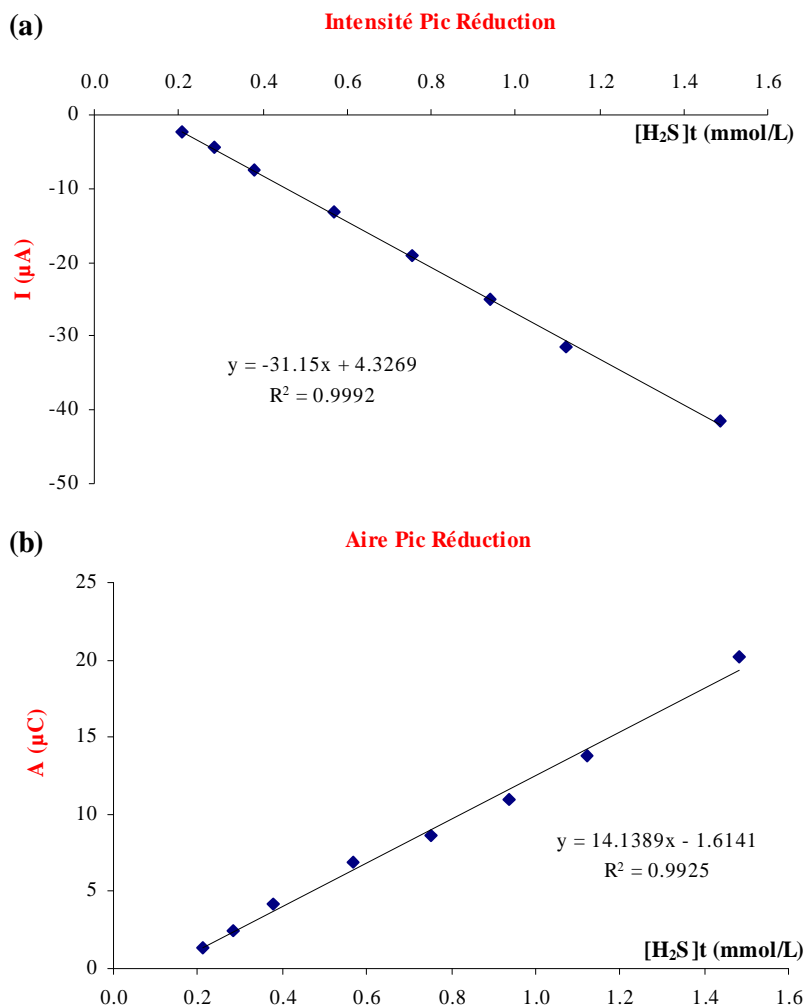 (a)
Intensité Pic Réduction
0.0 0.2 0.4 0.6 0.8 1.0 1.2 1.4 1.6
0
[H₂S]t (mmol/L)
-10
-20
I (µA)
-30
y = -31.15x + 4.3269
R² = 0.9992
-40
-50
(b)
Aire Pic Réduction
25
20
15
A (µC)
10
y = 14.1389x - 1.6141
R² = 0.9925
5
[H₂S]t (mmol/L)
0
0.0 0.2 0.4 0.6 0.8 1.0 1.2 1.4 1.6